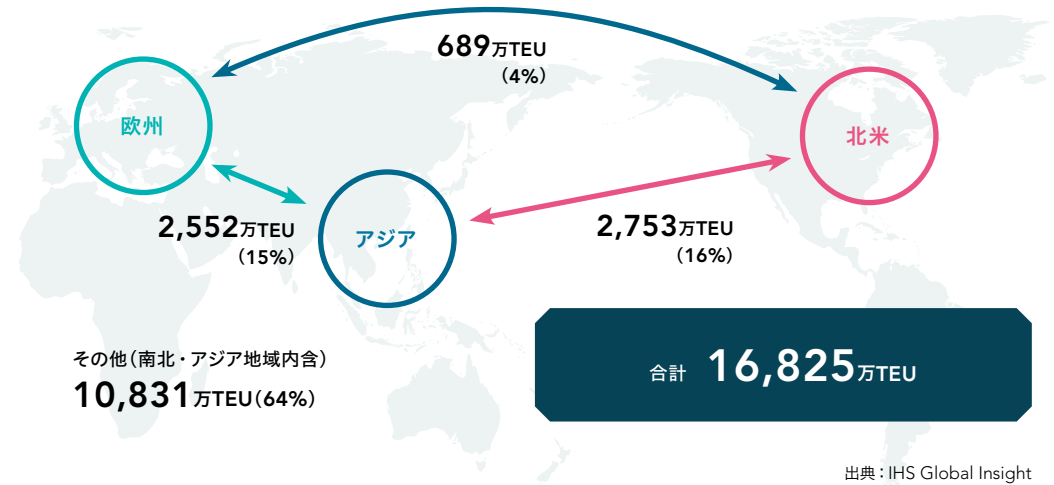 689万TEU
（4%）
欧州
北米
2,552万TEU
（15%）
アジア
2,753万TEU
（16%）
その他（南北・アジア地域内含）
10,831万TEU（64%）
合計 16,825万TEU
出典：IHS Global Insight